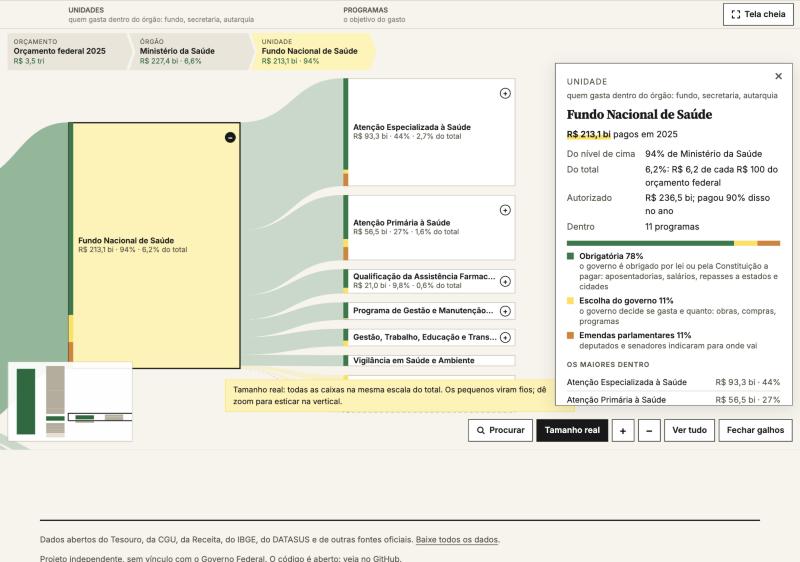 UNIDADES
quem gasta dentro do órgão: fundo, secretaria, autarquia
PROGRAMAS
o objetivo do gasto
Tela cheia
ORÇAMENTO
Orçamento federal 2025
R$ 3,5 tri
ÓRGÃO
Ministério da Saúde
R$ 227,4 bi · 6,6%
UNIDADE
Fundo Nacional de Saúde
R$ 213,1 bi · 94%
Fundo Nacional de Saúde
R$ 213,1 bi · 94% · 6,2% do total
Atenção Especializada à Saúde
R$ 93,3 bi · 44% · 2,7% do total
Atenção Primária à Saúde
R$ 56,5 bi · 27% · 1,6% do total
Qualificação da Assistência Farmac...
R$ 21,0 bi · 9,8% · 0,6% do total
Programa de Gestão e Manutenção...
Gestão, Trabalho, Educação e Trans...
Vigilância em Saúde e Ambiente
Tamanho real: todas as caixas na mesma escala do total. Os pequenos viram fios; dê
zoom para esticar na vertical.
UNIDADE
quem gasta dentro do órgão: fundo, secretaria, autarquia
Fundo Nacional de Saúde
R$ 213,1 bi pagos em 2025
Do nível de cima 94% de Ministério da Saúde
Do total 6,2%: R$ 6,2 de cada R$ 100 do
orçamento federal
Autorizado R$ 236,5 bi; pagou 90% disso
no ano
Dentro 11 programas
Obrigatória 78%
o governo é obrigado por lei ou pela Constituição a
pagar: aposentadorias, salários, repasses a estados e
cidades
Escolha do governo 11%
o governo decide se gasta e quanto: obras, compras,
programas
Emendas parlamentares 11%
deputados e senadores indicaram para onde vai
OS MAIORES DENTRO
Atenção Especializada à Saúde R$ 93,3 bi · 44%
Atenção Primária à Saúde R$ 56,5 bi · 27%
Procurar
Tamanho real
+
−
Ver tudo
Fechar galhos
Dados abertos do Tesouro, da CGU, da Receita, do IBGE, do DATASUS e de outras fontes oficiais. Baixe todos os dados.
Projeto independente, sem vínculo com o Governo Federal. O código é aberto: veja no GitHub.